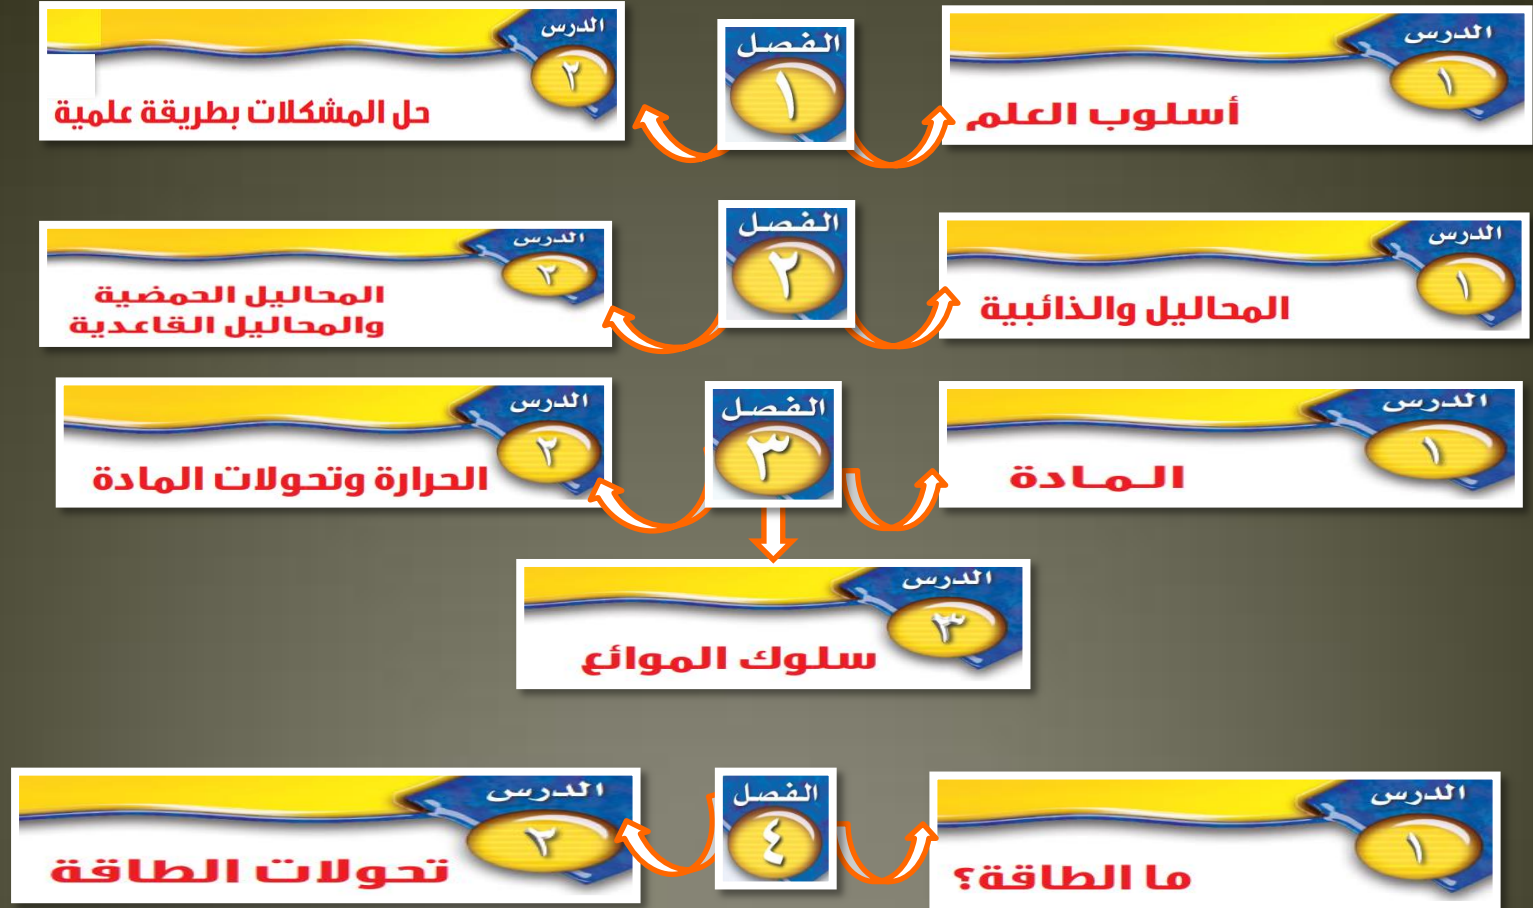 الفصل
١
الدرس
١
أسلوب العلم
الدرس
٢
حل المشكلات بطريقة علمية
الفصل
٢
الدرس
١
المحاليل والذائبية
الدرس
٢
المحاليل الحمضية
والمحاليل القاعدية
الفصل
٣
الدرس
١
المادة
الدرس
٢
الحرارة وتحولات المادة
الدرس
٣
سلوك الموائع
الفصل
٤
الدرس
١
ما الطاقة؟
الدرس
٢
تحولات الطاقة